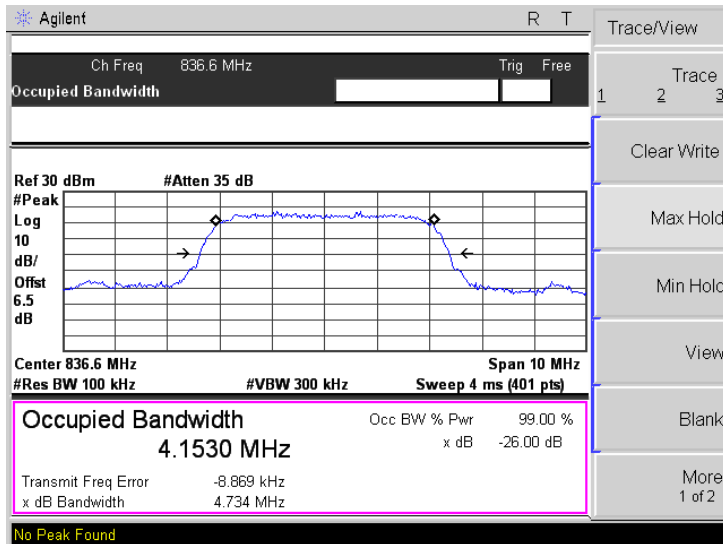 Agilent R T
Trace/View
Ch Freq 836.6 MHz Trig Free
Occupied Bandwidth
Trace
1 2 3
Clear Write
Max Hold
Min Hold
View
Blank
More
1 of 2
Ref 30 dBm #Atten 35 dB
#Peak
Log
10
dB/
Offst
6.5
dB
Center 836.6 MHz Span 10 MHz
#Res BW 100 kHz #VBW 300 kHz Sweep 4 ms (401 pts)
Occupied Bandwidth Occ BW % Pwr 99.00 %
4.1530 MHz x dB -26.00 dB
Transmit Freq Error -8.869 kHz
x dB Bandwidth 4.734 MHz
No Peak Found